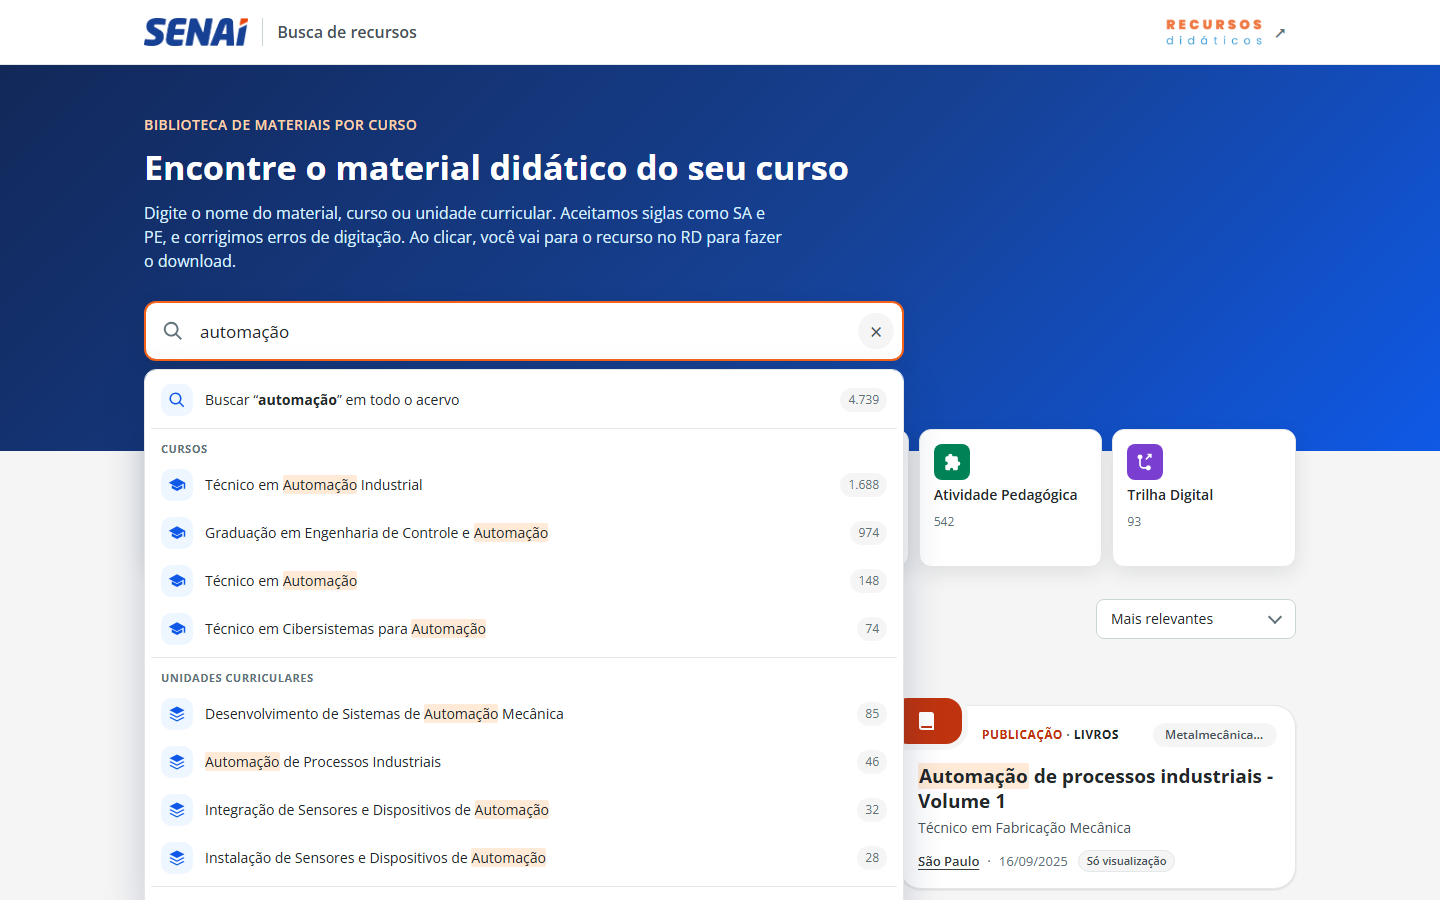 SENAI
Busca de recursos
RECURSOS
didáticos
BIBLIOTECA DE MATERIAIS POR CURSO
Encontre o material didático do seu curso
Digite o nome do material, curso ou unidade curricular. Aceitamos siglas como SA e
PE, e corrigimos erros de digitação. Ao clicar, você vai para o recurso no RD para fazer
o download.
automação
Buscar “automação” em todo o acervo
4.739
CURSOS
Técnico em Automação Industrial
1.688
Graduação em Engenharia de Controle e Automação
974
Técnico em Automação
148
Técnico em Cibersistemas para Automação
74
UNIDADES CURRICULARES
Desenvolvimento de Sistemas de Automação Mecânica
85
Automação de Processos Industriais
46
Integração de Sensores e Dispositivos de Automação
32
Instalação de Sensores e Dispositivos de Automação
28
Atividade Pedagógica
542
Trilha Digital
93
Mais relevantes
PUBLICAÇÃO · LIVROS
Metalmecânica...
Automação de processos industriais -
Volume 1
Técnico em Fabricação Mecânica
São Paulo · 16/09/2025
Só visualização